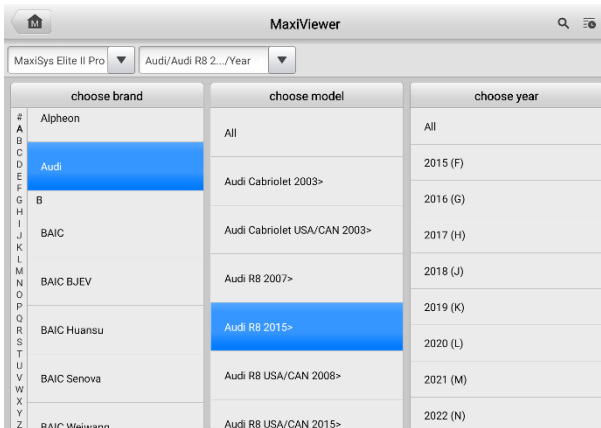 M
MaxiViewer
MaxiSys Elite II Pro
Audi/Audi R8 2.../Year
choose brand
choose model
choose year
#
A
B
C
D
E
F
G
H
I
J
K
L
M
N
O
P
Q
R
S
T
U
V
W
X
Y
Z
Alpheon
Audi
B
BAIC
BAIC BJEV
BAIC Huansu
BAIC Senova
BAIC Weiwang
All
Audi Cabriolet 2003>
Audi Cabriolet USA/CAN 2003>
Audi R8 2007>
Audi R8 2015>
Audi R8 USA/CAN 2008>
Audi R8 USA/CAN 2015>
All
2015 (F)
2016 (G)
2017 (H)
2018 (J)
2019 (K)
2020 (L)
2021 (M)
2022 (N)